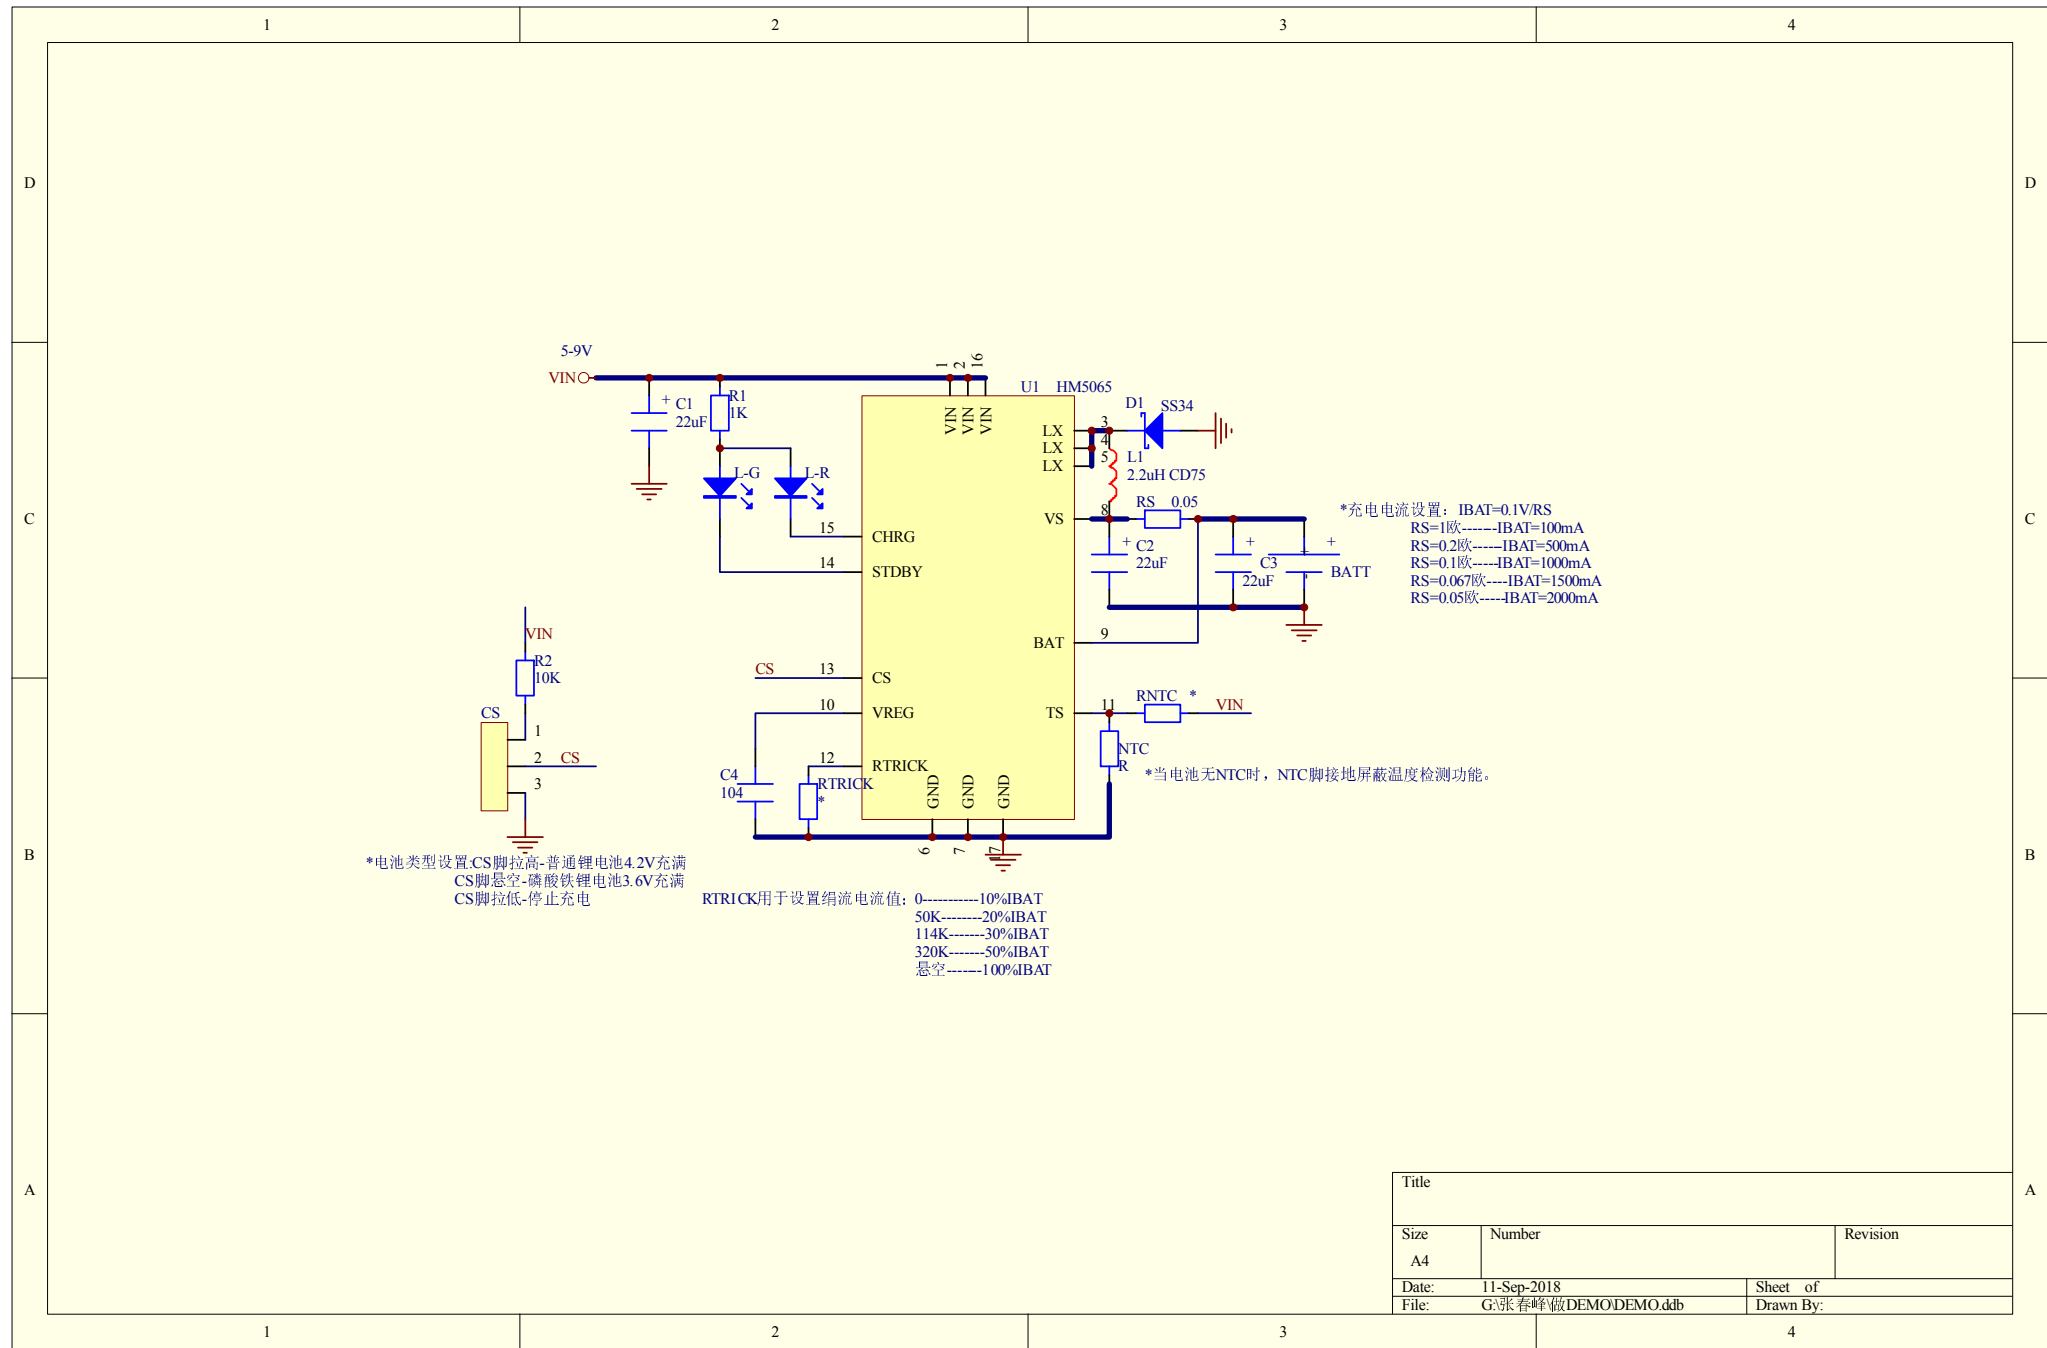 1 2 3 4
D D
5-9V
VIN
1 2 16
U1 HM5065
C1
22uF
R1
1K
VIN VIN VIN
D1 SS34
3
LX
4
LX
5
LX
L1
2.2uH CD75
L-G L-R
RS 0.05
8
VS
C C
*充电电流设置：IBAT=0.1V/RS
RS=1欧-------IBAT=100mA
RS=0.2欧------IBAT=500mA
RS=0.1欧-----IBAT=1000mA
RS=0.067欧----IBAT=1500mA
RS=0.05欧-----IBAT=2000mA
15
CHRG
14
STDBY
+ C2
22uF
+
C3
22uF
+
BATT
VIN
R2
10K
9
BAT
CS 13
CS
CS
1
2 CS
3
10
VREG
11
TS
RNTC *
VIN
NTC
R
*当电池无NTC时，NTC脚接地屏蔽温度检测功能。
12
RTRICK
C4
104
RTRICK
*
GND GND GND
6 7 17
B B
*电池类型设置:CS脚拉高-普通锂电池4.2V充满
CS脚悬空-磷酸铁锂电池3.6V充满
CS脚拉低-停止充电
RTRICK用于设置绢流电流值：0-----------10%IBAT
50K--------20%IBAT
114K-------30%IBAT
320K-------50%IBAT
悬空-------100%IBAT
A A
Title
Size Number Revision
A4
Date: 11-Sep-2018 Sheet of
File: G:\张春峰\做DEMO\DEMO.ddb Drawn By:
1 2 3 4